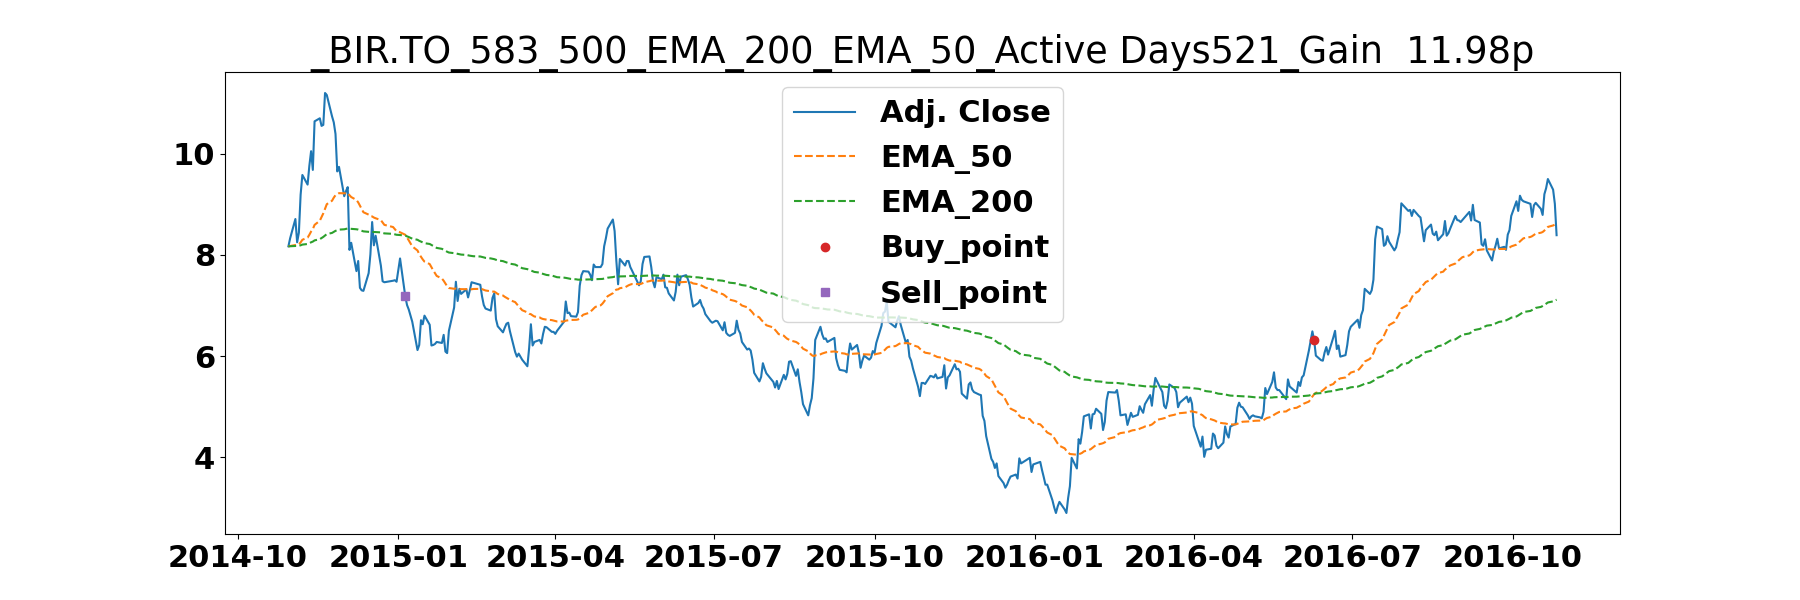 _BIR.TO_583_500_EMA_200_EMA_50_Active Days521_Gain  11.98p
Adj. Close
EMA_50
EMA_200
Buy_point
Sell_point
10
8
6
4
2014-10 2015-01 2015-04 2015-07 2015-10 2016-01 2016-04 2016-07 2016-10